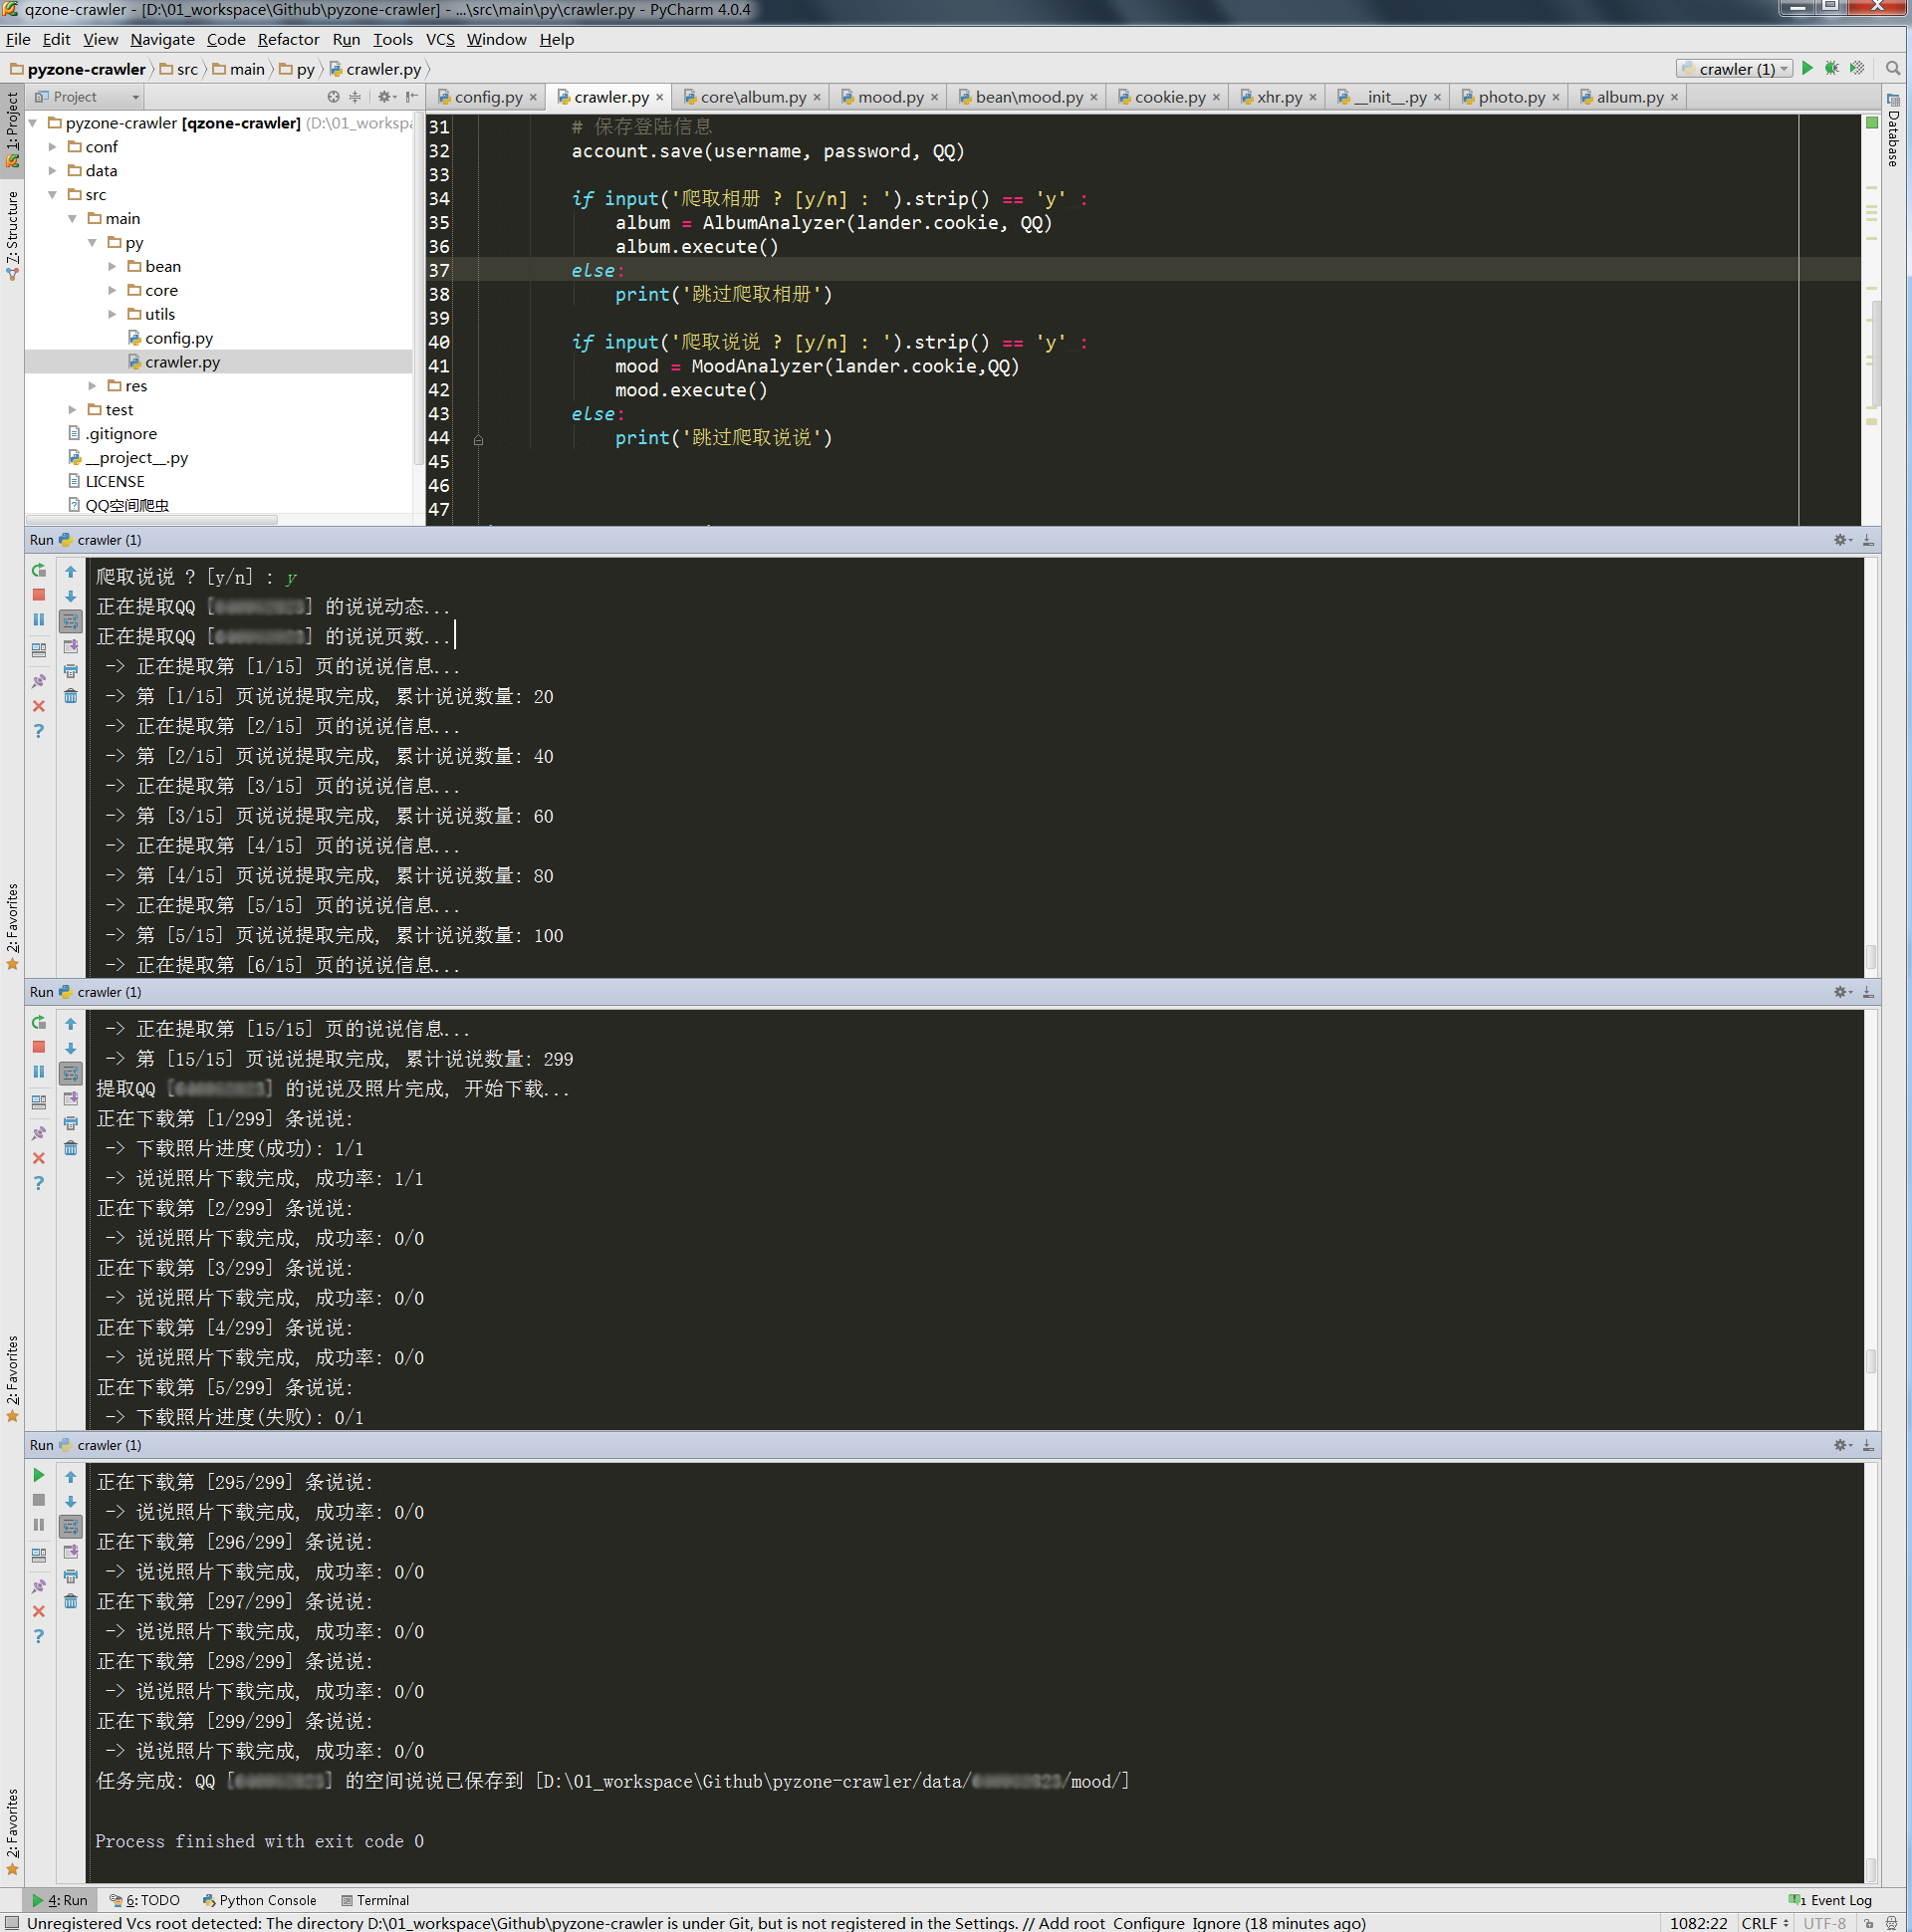 qzone-crawler - [D:\01_workspace\Github\pyzone-crawler] - ...\src\main\py\crawler.py - PyCharm 4.0.4
File Edit View Navigate Code Refactor Run Tools VCS Window Help
pyzone-crawler src main py crawler.py crawler (1)
1: Project
7: Structure
Project
pyzone-crawler [qzone-crawler] (D:\01_workspa
conf
data
src
main
py
bean
core
utils
config.py
crawler.py
res
test
.gitignore
__project__.py
LICENSE
QQ空间爬虫
config.py crawler.py core\album.py mood.py bean\mood.py cookie.py xhr.py __init__.py photo.py album.py
Database
31 # 保存登陆信息
32 account.save(username, password, QQ)
33
34 if input('爬取相册 ? [y/n] : ').strip() == 'y' :
35 album = AlbumAnalyzer(lander.cookie, QQ)
36 album.execute()
37 else:
38 print('跳过爬取相册')
39
40 if input('爬取说说 ? [y/n] : ').strip() == 'y' :
41 mood = MoodAnalyzer(lander.cookie,QQ)
42 mood.execute()
43 else:
44 print('跳过爬取说说')
45
46
47
Run crawler (1)
爬取说说 ? [y/n] : y
正在提取QQ [ ] 的说说动态...
正在提取QQ [ ] 的说说页数...
-> 正在提取第 [1/15] 页的说说信息...
-> 第 [1/15] 页说说提取完成, 累计说说数量: 20
-> 正在提取第 [2/15] 页的说说信息...
-> 第 [2/15] 页说说提取完成, 累计说说数量: 40
-> 正在提取第 [3/15] 页的说说信息...
-> 第 [3/15] 页说说提取完成, 累计说说数量: 60
-> 正在提取第 [4/15] 页的说说信息...
-> 第 [4/15] 页说说提取完成, 累计说说数量: 80
-> 正在提取第 [5/15] 页的说说信息...
-> 第 [5/15] 页说说提取完成, 累计说说数量: 100
-> 正在提取第 [6/15] 页的说说信息...
2: Favorites
Run crawler (1)
-> 正在提取第 [15/15] 页的说说信息...
-> 第 [15/15] 页说说提取完成, 累计说说数量: 299
提取QQ [ ] 的说说及照片完成, 开始下载...
正在下载第 [1/299] 条说说:
-> 下载照片进度(成功): 1/1
-> 说说照片下载完成, 成功率: 1/1
正在下载第 [2/299] 条说说:
-> 说说照片下载完成, 成功率: 0/0
正在下载第 [3/299] 条说说:
-> 说说照片下载完成, 成功率: 0/0
正在下载第 [4/299] 条说说:
-> 说说照片下载完成, 成功率: 0/0
正在下载第 [5/299] 条说说:
-> 下载照片进度(失败): 0/1
2: Favorites
Run crawler (1)
正在下载第 [295/299] 条说说:
-> 说说照片下载完成, 成功率: 0/0
正在下载第 [296/299] 条说说:
-> 说说照片下载完成, 成功率: 0/0
正在下载第 [297/299] 条说说:
-> 说说照片下载完成, 成功率: 0/0
正在下载第 [298/299] 条说说:
-> 说说照片下载完成, 成功率: 0/0
正在下载第 [299/299] 条说说:
-> 说说照片下载完成, 成功率: 0/0
任务完成: QQ [ ] 的空间说说已保存到 [D:\01_workspace\Github\pyzone-crawler/data/ /mood/]
Process finished with exit code 0
2: Favorites
4: Run 6: TODO Python Console Terminal 1 Event Log
Unregistered Vcs root detected: The directory D:\01_workspace\Github\pyzone-crawler is under Git, but is not registered in the Settings. // Add root Configure Ignore (18 minutes ago) 1082:22 CRLF UTF-8